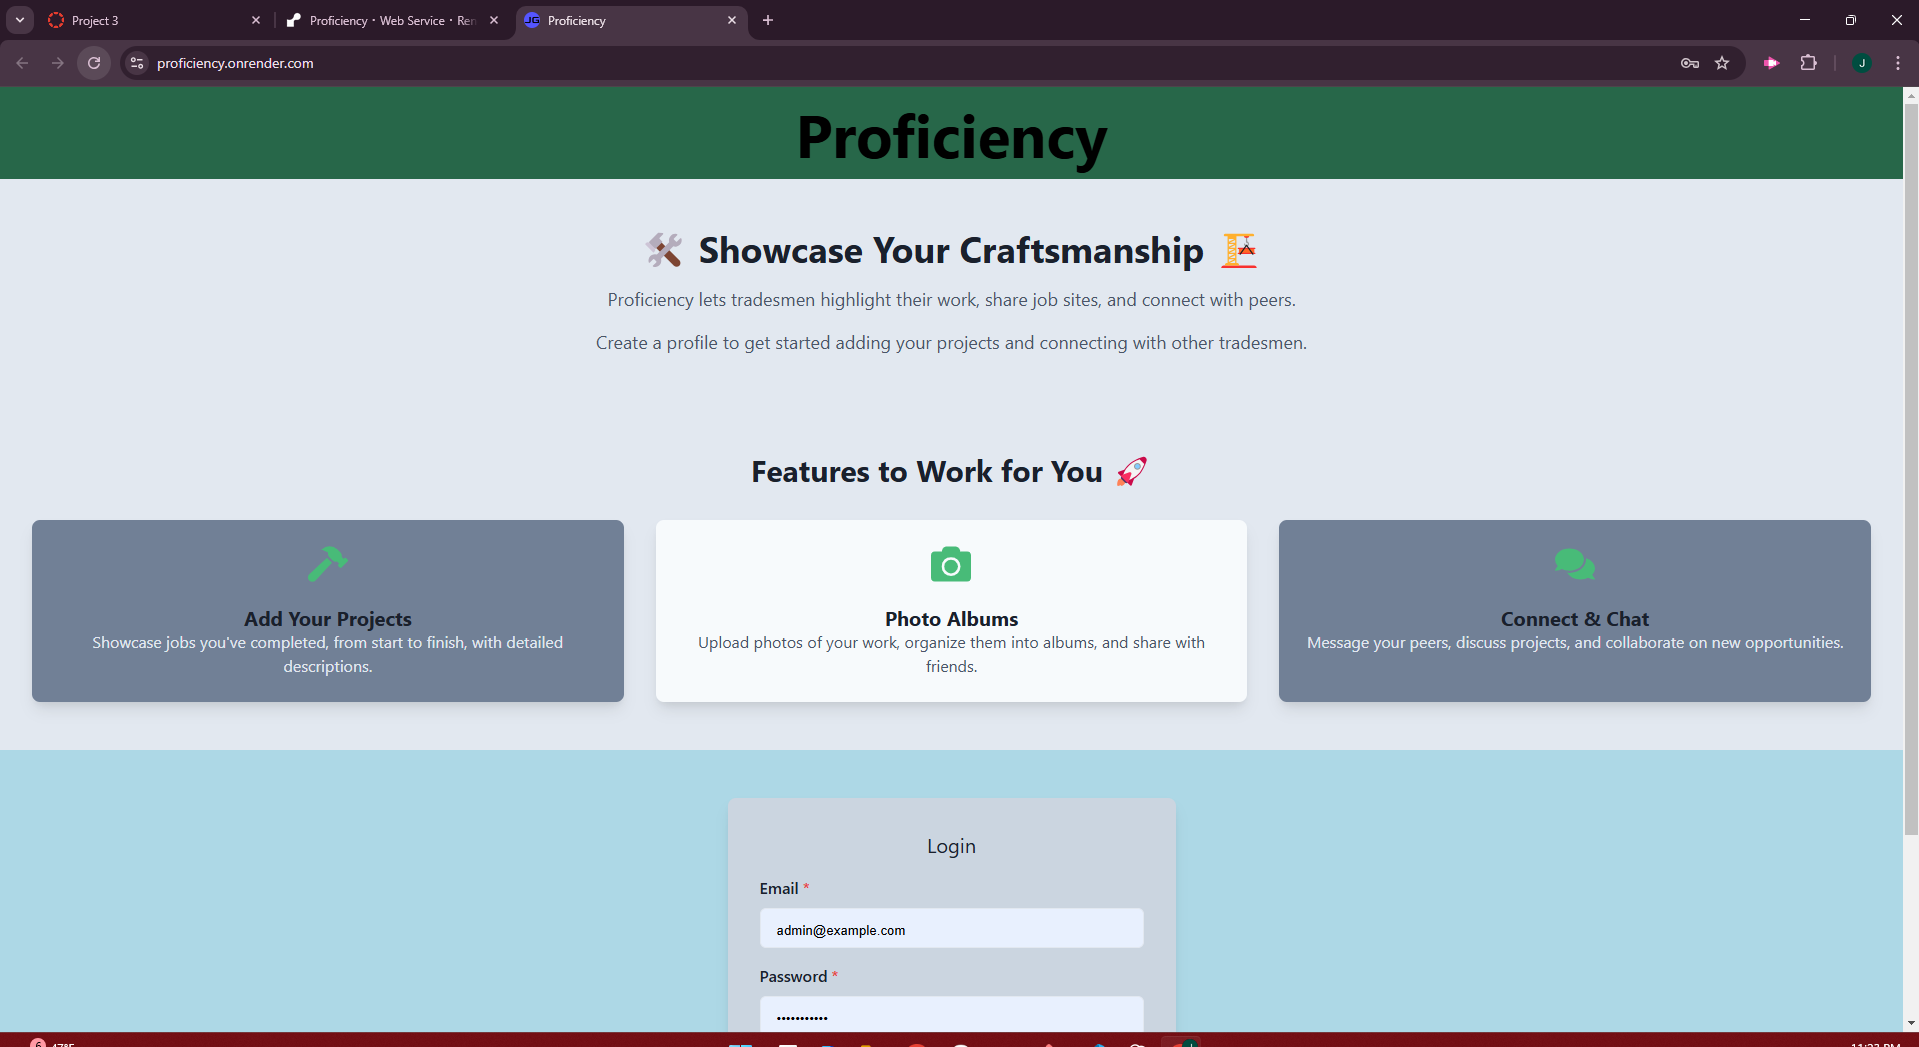 Project 3
Proficiency · Web Service · Ren
Proficiency
proficiency.onrender.com
J
Proficiency
Showcase Your Craftsmanship
Proficiency lets tradesmen highlight their work, share job sites, and connect with peers.
Create a profile to get started adding your projects and connecting with other tradesmen.
Features to Work for You
Add Your Projects
Showcase jobs you've completed, from start to finish, with detailed
descriptions.
Photo Albums
Upload photos of your work, organize them into albums, and share with
friends.
Connect & Chat
Message your peers, discuss projects, and collaborate on new opportunities.
Login
Email *
admin@example.com
Password *
•••••••••••